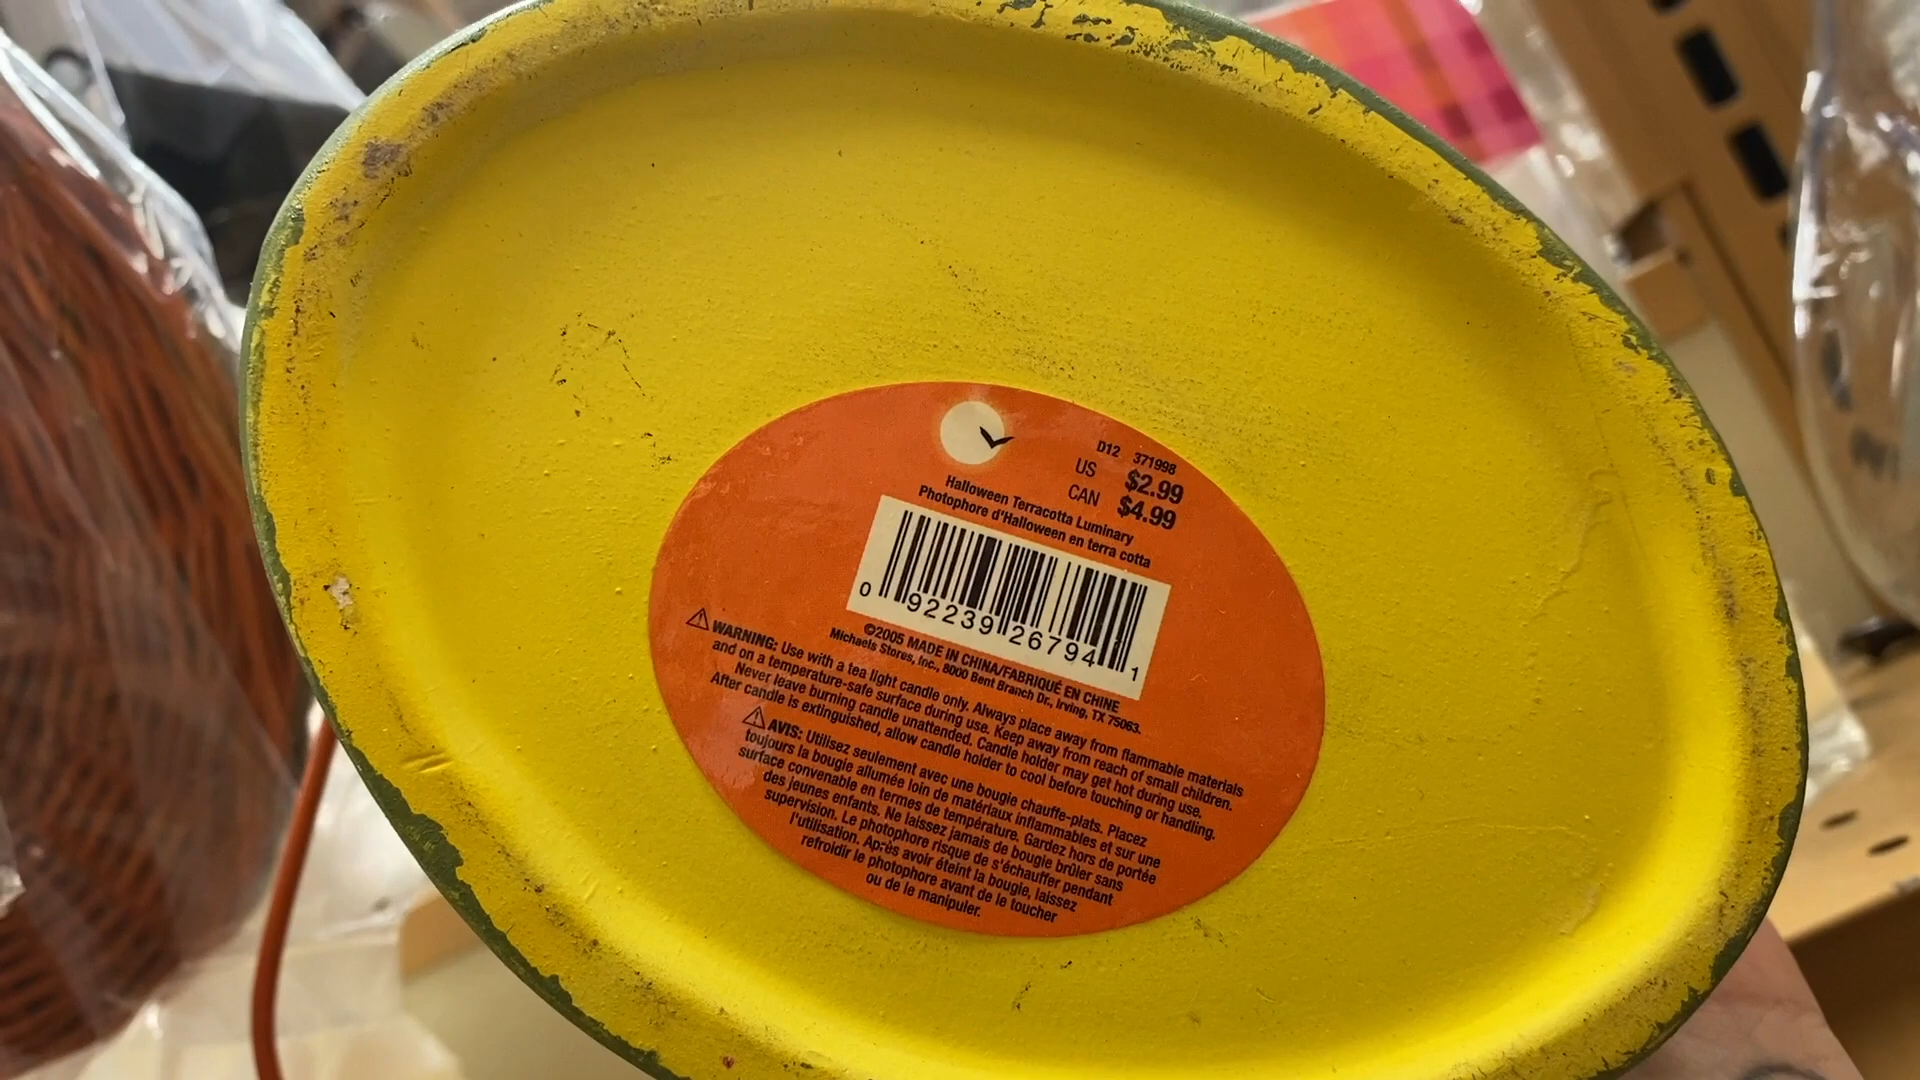 D12 371998
US $2.99
CAN $4.99
Halloween Terracotta Luminary
Photophore d'Halloween en terra cotta
0 92239 26794 1
©2005 MADE IN CHINA/FABRIQUÉ EN CHINE
Michaels Stores, Inc., 8000 Bent Branch Dr., Irving, TX 75063.
⚠ WARNING: Use with a tea light candle only. Always place away from flammable materials
and on a temperature-safe surface during use. Keep away from reach of small children.
Never leave burning candle unattended. Candle holder may get hot during use.
After candle is extinguished, allow candle holder to cool before touching or handling.
⚠ AVIS: Utilisez seulement avec une bougie chauffe-plats. Placez
toujours la bougie allumée loin de matériaux inflammables et sur une
surface convenable en termes de température. Gardez hors de portée
des jeunes enfants. Ne laissez jamais de bougie brûler sans
supervision. Le photophore risque de s'échauffer pendant
l'utilisation. Après avoir éteint la bougie, laissez
refroidir le photophore avant de le toucher
ou de le manipuler.